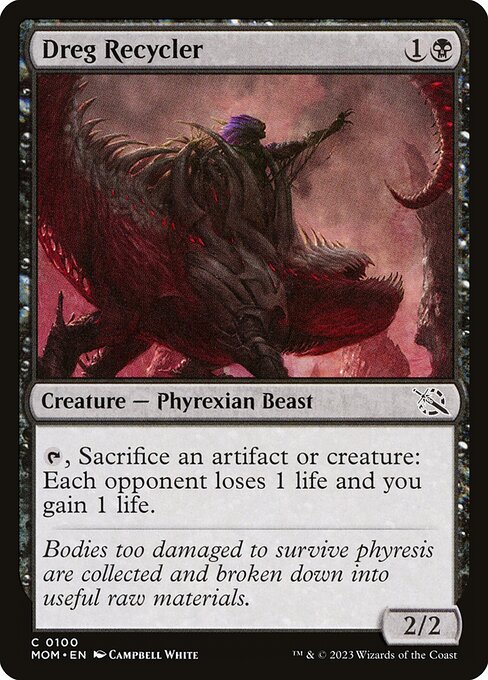 Dreg Recycler 1
Creature — Phyrexian Beast
, Sacrifice an artifact or creature:
Each opponent loses 1 life and you
gain 1 life.
Bodies too damaged to survive phyresis
are collected and broken down into
useful raw materials.
2/2
C 0100
MOM • EN Campbell White
™ & © 2023 Wizards of the Coast